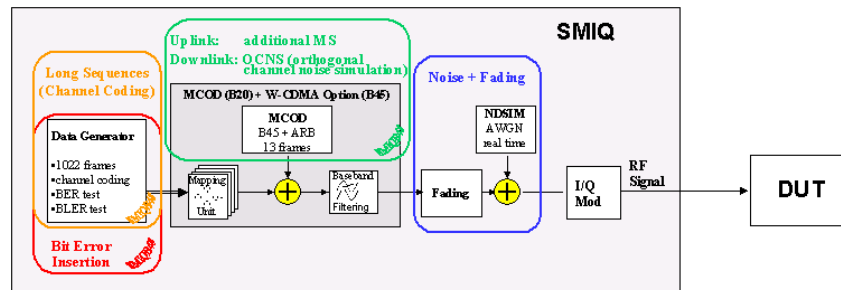 SMIQ
Uplink: additional MS
Downlink: OCNS (orthogonal
channel noise simulation)
Long Sequences
(Channel Coding)
Noise + Fading
MCOD (B20) + W-CDMA Option (B45)
MCOD
B45 + ARB
13 frames
NDSIM
AWGN
real time
Data Generator
▪1022 frames
▪channel coding
▪BER test
▪BLER test
Mapping
Unit
Baseband
Filtering
Fading
I/Q
Mod
RF
Signal
DUT
Bit Error
Insertion